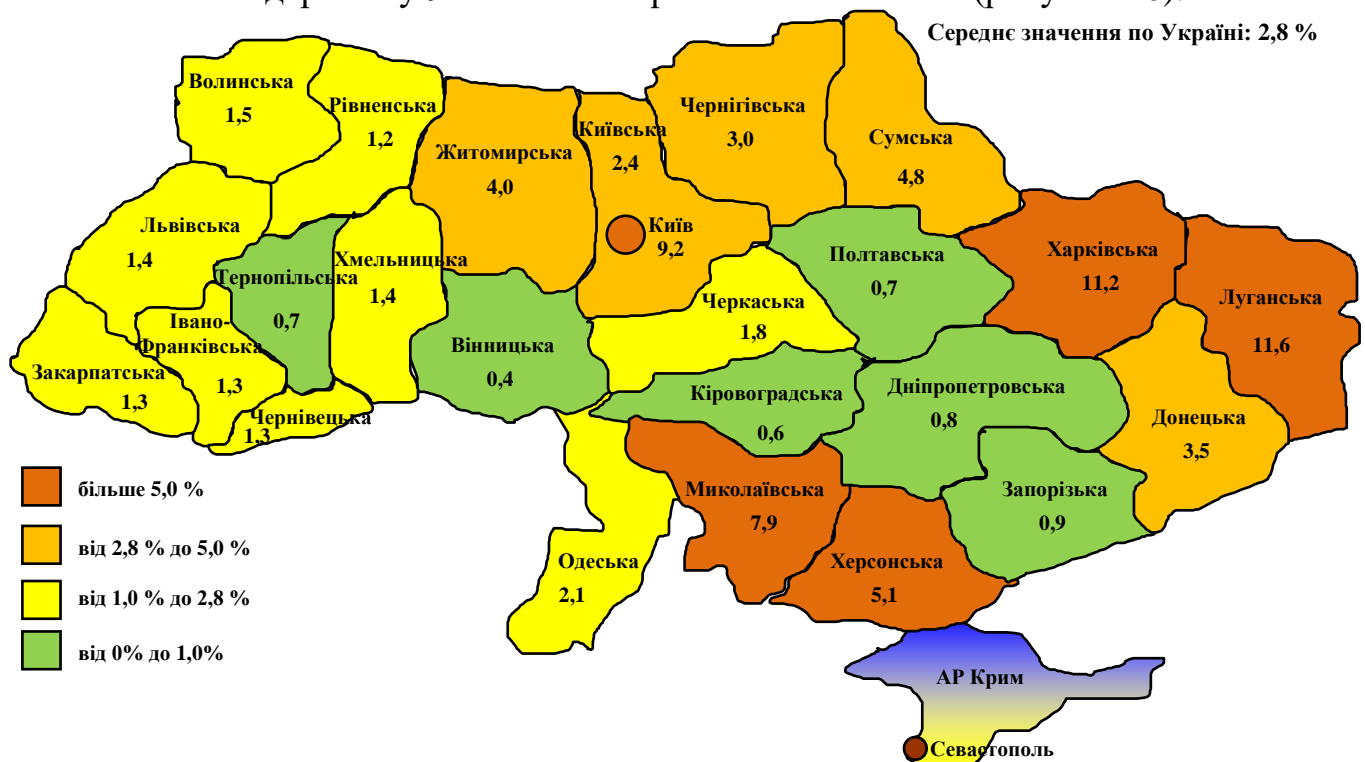 Середнє значення по Україні: 2,8 %
Волинська
1,5
Рівненська
1,2
Житомирська
4,0
Київська
2,4
Чернігівська
3,0
Сумська
4,8
Львівська
1,4
Тернопільська
0,7
Хмельницька
1,4
Київ
9,2
Полтавська
0,7
Харківська
11,2
Луганська
11,6
Черкаська
1,8
Івано-
Франківська
1,3
Закарпатська
1,3
Чернівецька
1,3
Вінницька
0,4
Кіровоградська
0,6
Дніпропетровська
0,8
Донецька
3,5
Миколаївська
7,9
Запорізька
0,9
Херсонська
5,1
Одеська
2,1
АР Крим
Севастополь
більше 5,0 %
від 2,8 % до 5,0 %
від 1,0 % до 2,8 %
від 0% до 1,0%